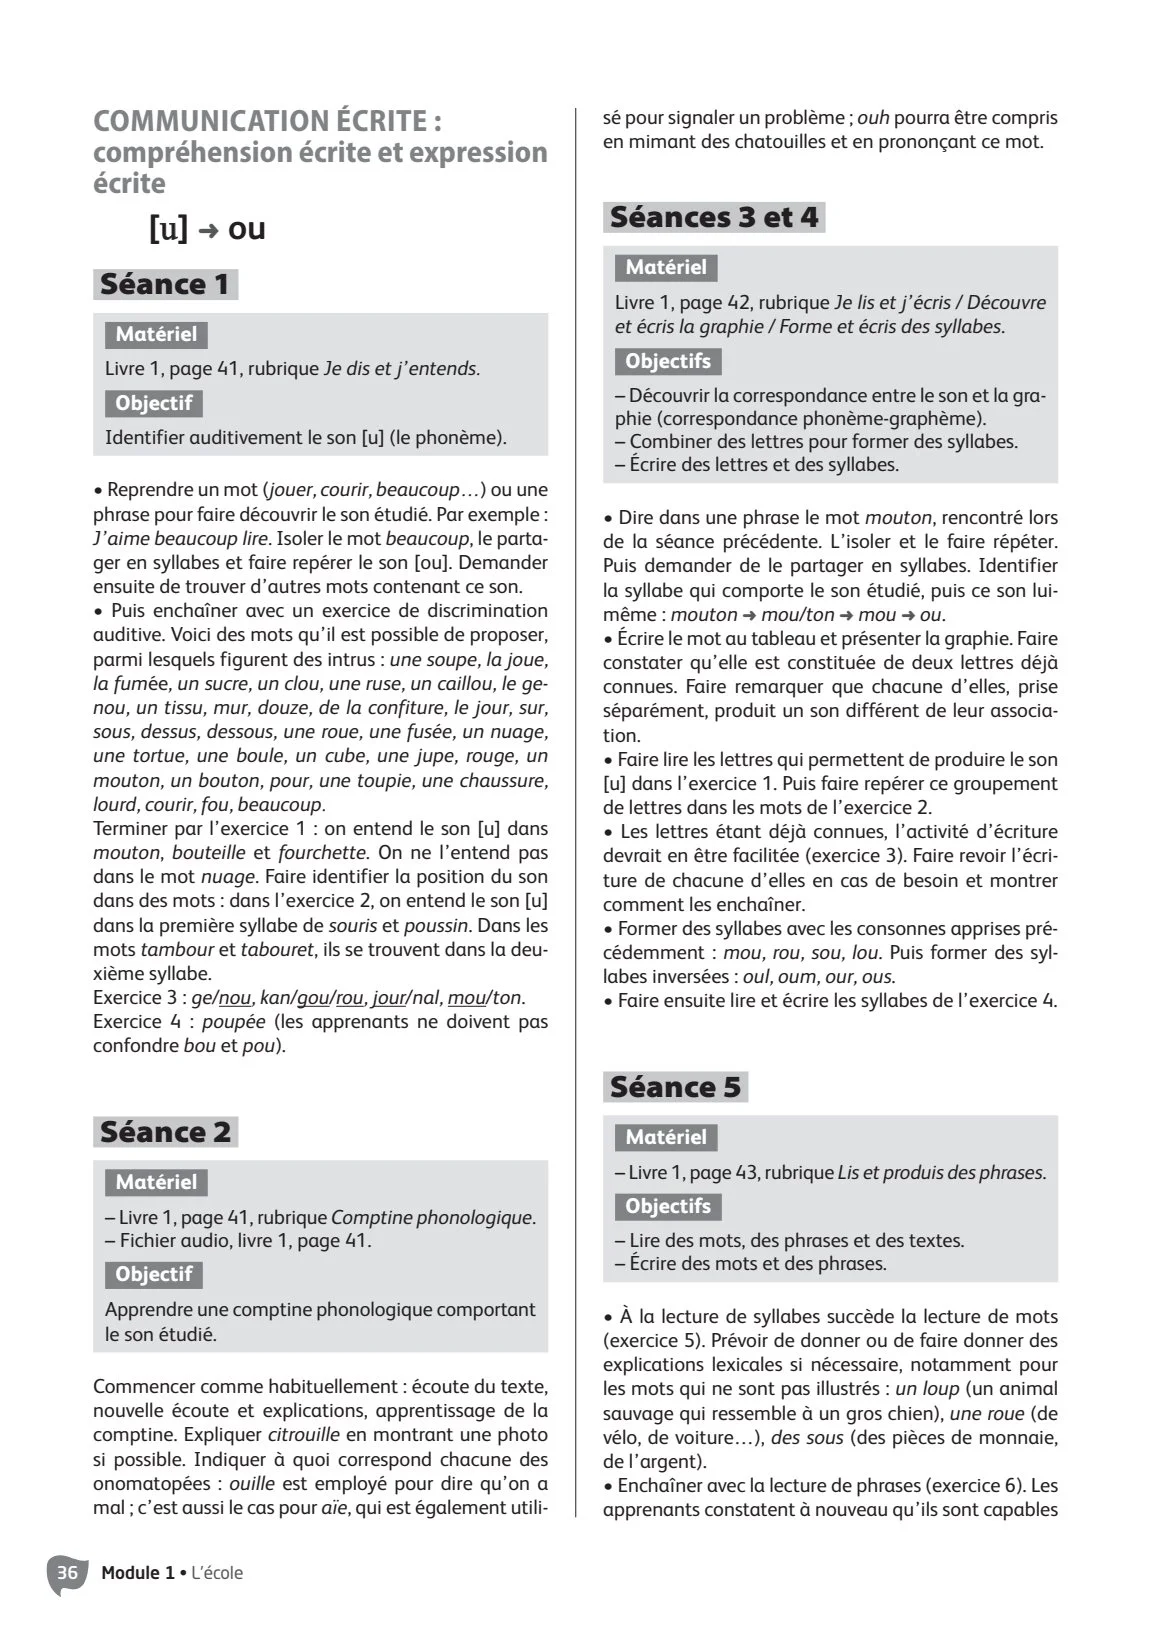 COMMUNICATION ÉCRITE :
compréhension écrite et expression
écrite
[u] ➜ ou
Séance 1
Matériel
Livre 1, page 41, rubrique Je dis et j’entends.
Objectif
Identifier auditivement le son [u] (le phonème).
• Reprendre un mot (jouer, courir, beaucoup…) ou une
phrase pour faire découvrir le son étudié. Par exemple :
J’aime beaucoup lire. Isoler le mot beaucoup, le parta-
ger en syllabes et faire repérer le son [ou]. Demander
ensuite de trouver d’autres mots contenant ce son.
• Puis enchaîner avec un exercice de discrimination
auditive. Voici des mots qu’il est possible de proposer,
parmi lesquels figurent des intrus : une soupe, la joue,
la fumée, un sucre, un clou, une ruse, un caillou, le ge-
nou, un tissu, mur, douze, de la confiture, le jour, sur,
sous, dessus, dessous, une roue, une fusée, un nuage,
une tortue, une boule, un cube, une jupe, rouge, un
mouton, un bouton, pour, une toupie, une chaussure,
lourd, courir, fou, beaucoup.
Terminer par l’exercice 1 : on entend le son [u] dans
mouton, bouteille et fourchette. On ne l’entend pas
dans le mot nuage. Faire identifier la position du son
dans des mots : dans l’exercice 2, on entend le son [u]
dans la première syllabe de souris et poussin. Dans les
mots tambour et tabouret, ils se trouvent dans la deu-
xième syllabe.
Exercice 3 : ge/nou, kan/gou/rou, jour/nal, mou/ton.
Exercice 4 : poupée (les apprenants ne doivent pas
confondre bou et pou).
Séance 2
Matériel
– Livre 1, page 41, rubrique Comptine phonologique.
– Fichier audio, livre 1, page 41.
Objectif
Apprendre une comptine phonologique comportant
le son étudié.
Commencer comme habituellement : écoute du texte,
nouvelle écoute et explications, apprentissage de la
comptine. Expliquer citrouille en montrant une photo
si possible. Indiquer à quoi correspond chacune des
onomatopées : ouille est employé pour dire qu’on a
mal ; c’est aussi le cas pour aïe, qui est également utili-
sé pour signaler un problème ; ouh pourra être compris
en mimant des chatouilles et en prononçant ce mot.
Séances 3 et 4
Matériel
Livre 1, page 42, rubrique Je lis et j’écris / Découvre
et écris la graphie / Forme et écris des syllabes.
Objectifs
– Découvrir la correspondance entre le son et la gra-
phie (correspondance phonème-graphème).
– Combiner des lettres pour former des syllabes.
– Écrire des lettres et des syllabes.
• Dire dans une phrase le mot mouton, rencontré lors
de la séance précédente. L’isoler et le faire répéter.
Puis demander de le partager en syllabes. Identifier
la syllabe qui comporte le son étudié, puis ce son lui-
même : mouton ➜ mou/ton ➜ mou ➜ ou.
• Écrire le mot au tableau et présenter la graphie. Faire
constater qu’elle est constituée de deux lettres déjà
connues. Faire remarquer que chacune d’elles, prise
séparément, produit un son différent de leur associa-
tion.
• Faire lire les lettres qui permettent de produire le son
[u] dans l’exercice 1. Puis faire repérer ce groupement
de lettres dans les mots de l’exercice 2.
• Les lettres étant déjà connues, l’activité d’écriture
devrait en être facilitée (exercice 3). Faire revoir l’écri-
ture de chacune d’elles en cas de besoin et montrer
comment les enchaîner.
• Former des syllabes avec les consonnes apprises pré-
cédemment : mou, rou, sou, lou. Puis former des syl-
labes inversées : oul, oum, our, ous.
• Faire ensuite lire et écrire les syllabes de l’exercice 4.
Séance 5
Matériel
– Livre 1, page 43, rubrique Lis et produis des phrases.
Objectifs
– Lire des mots, des phrases et des textes.
– Écrire des mots et des phrases.
• À la lecture de syllabes succède la lecture de mots
(exercice 5). Prévoir de donner ou de faire donner des
explications lexicales si nécessaire, notamment pour
les mots qui ne sont pas illustrés : un loup (un animal
sauvage qui ressemble à un gros chien), une roue (de
vélo, de voiture…), des sous (des pièces de monnaie,
de l’argent).
• Enchaîner avec la lecture de phrases (exercice 6). Les
apprenants constatent à nouveau qu’ils sont capables
36 Module 1 • L’école